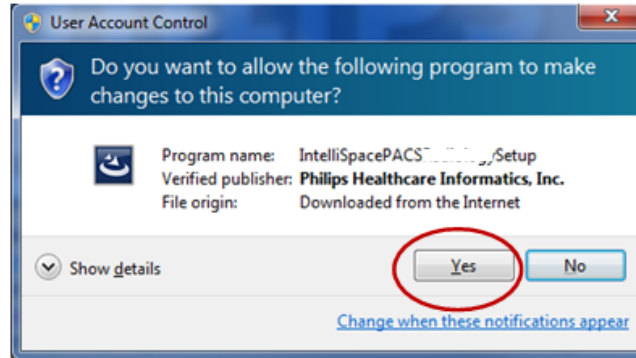 User Account Control
Do you want to allow the following program to make
changes to this computer?
Program name: IntelliSpacePACS Setup
Verified publisher: Philips Healthcare Informatics, Inc.
File origin: Downloaded from the Internet
Show details
Yes
No
Change when these notifications appear